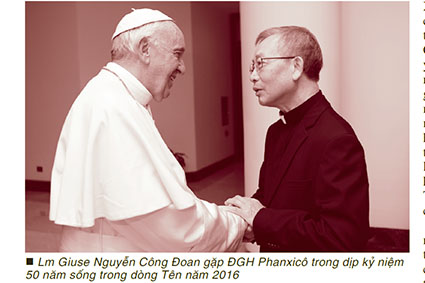 ■ Lm Giuse Nguyễn Công Đoan gặp ĐGH Phanxicô trong dịp kỷ niệm
50 năm sống trong dòng Tên năm 2016